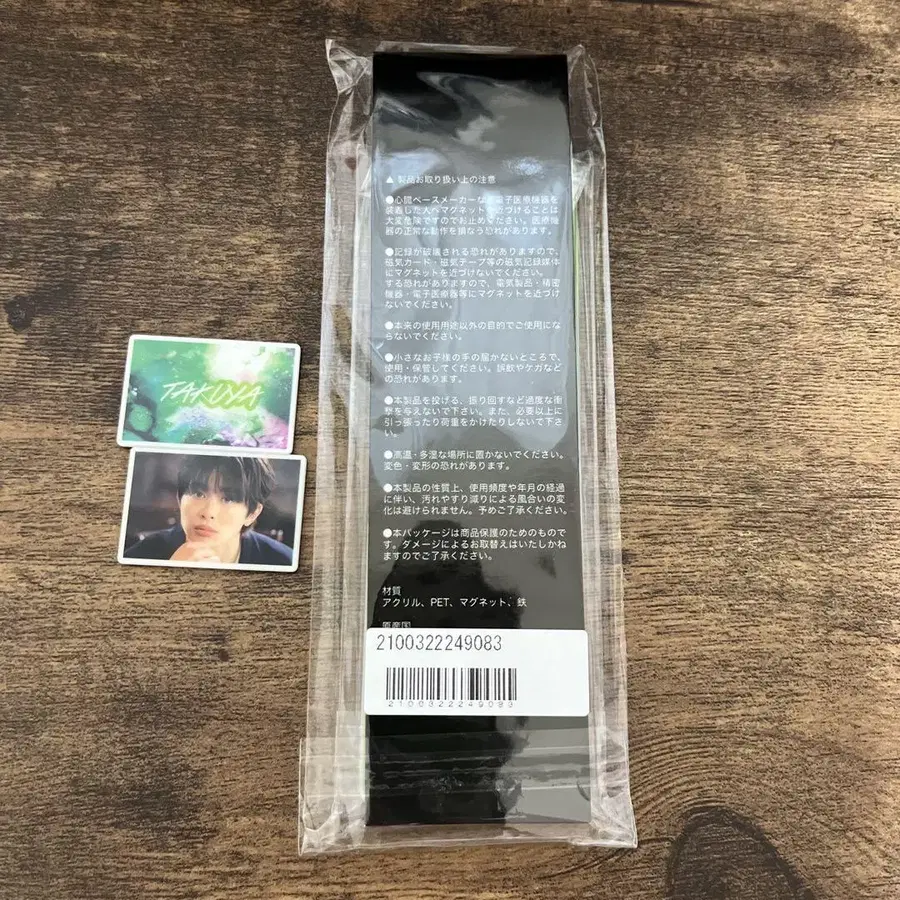 ▲ 製品お取り扱い上の注意
●心臓ペースメーカーな 電子医療機器を
装着した人へマグネットを近づけることは
大変危険ですのでお止めください。医療機
器の正常な動作を損なう恐れがあります。
●記録が破壊される恐れがありますので、
磁気カード・磁気テープ等の磁気記録媒体
にマグネットを近づけないでください。
する恐れがありますので、電気製品・精密
機器・電子医療器等にマグネットを近づけ
ないでください。
●本来の使用用途以外の目的でご使用にな
らないでください。
●小さなお子様の手の届かないところで、
使用・保管してください。誤飲やケガなど
の恐れがあります。
●本製品を投げる、振り回すなど過度な衝
撃を与えないで下さい。また、必要以上に
引っ張ったり荷重をかけたりしないで下さ
い。
●高温・多湿な場所に置かないでください。
変色・変形の恐れがあります。
●本製品の性質上、使用頻度や年月の経過
に伴い、汚れやすり減りによる風合いの変
化は避けられません。予めご了承ください。
●本パッケージは商品保護のためのもので
す。ダメージによるお取替えはいたしかね
ますのでご了承ください。
材質
アクリル、PET、マグネット、鉄
原産国
2100322249083
2100322249083
TAKUYA